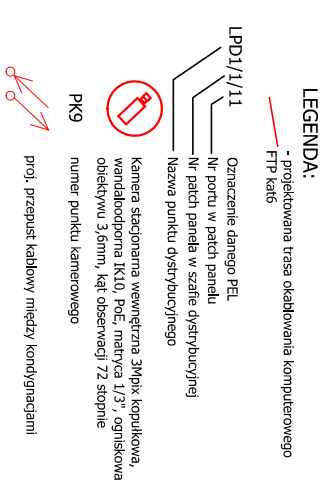 LEGENDA:
- projektowana trasa okablowania komputerowego
FTP kat6
LPD1/1/11
Oznaczenie danego PEL
Nr portu w patch panelu
Nr patch panela w szafie dystrybucyjnej
Nazwa punktu dystrybucyjnego
Kamera stacjonarna wewnętrzna 3Mpix kopułkowa,
wandaloodporna IK10, PoE, matryca 1/3", ogniskowa
obiektywu 3,6mm, kąt obserwacji 72 stopnie
PK9
numer punktu kamerowego
proj. przepust kablowy między kondygnacjami